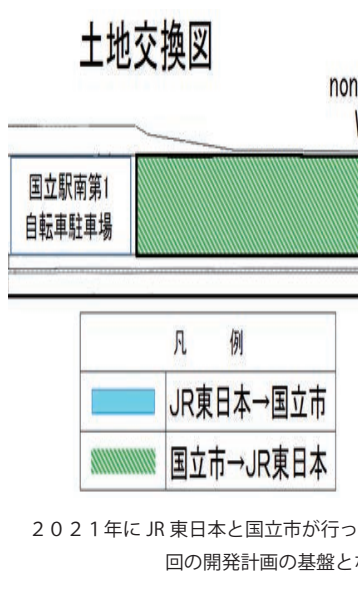 土地交換図
non
国立駅南第1
自転車駐車場
凡 例
JR東日本→国立市
国立市→JR東日本
2021年に JR 東日本と国立市が行っ
回の開発計画の基盤と